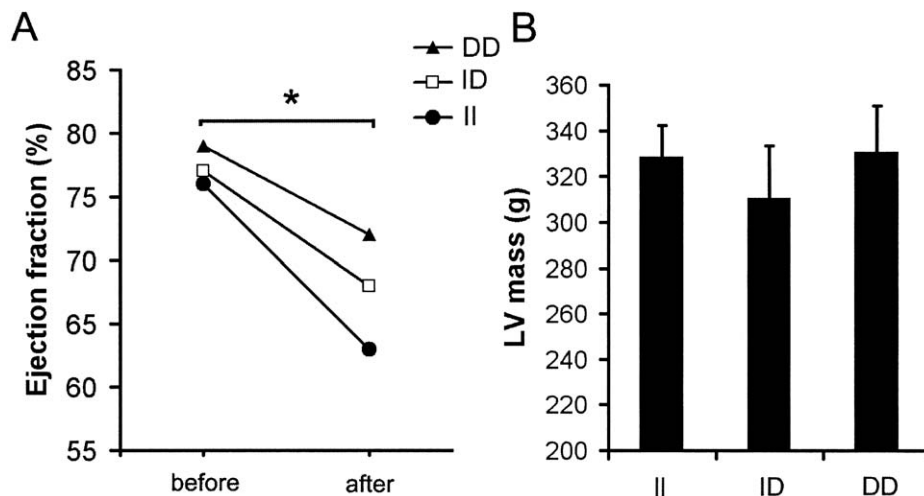 A
DD
ID
II
*
85
80
75
70
65
60
55
Ejection fraction (%)
before
after
B
360
340
320
300
280
260
240
220
200
LV mass (g)
II
ID
DD